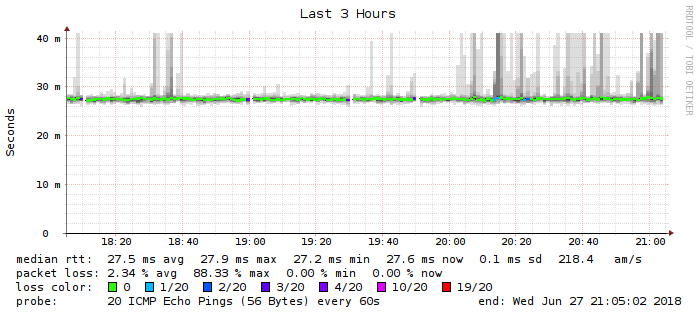 Last 3 Hours
RRDTOOL / TOBI OETIKER
Seconds
40 m
30 m
20 m
10 m
0
18:20 18:40 19:00 19:20 19:40 20:00 20:20 20:40 21:00
median rtt: 27.5 ms avg 27.9 ms max 27.2 ms min 27.6 ms now 0.1 ms sd 218.4 am/s
packet loss: 2.34 % avg 88.33 % max 0.00 % min 0.00 % now
loss color: 0 1/20 2/20 3/20 4/20 10/20 19/20
probe: 20 ICMP Echo Pings (56 Bytes) every 60s end: Wed Jun 27 21:05:02 2018